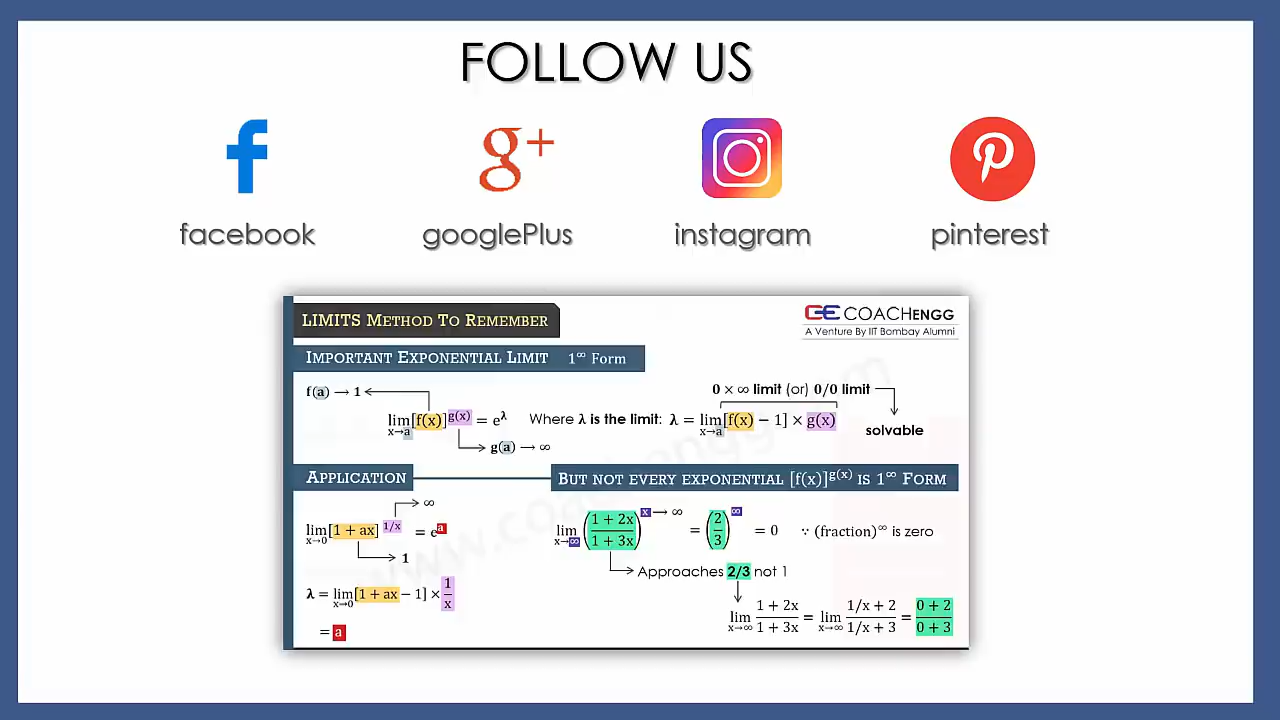 FOLLOW US
facebook
googlePlus
instagram
pinterest
LIMITS METHOD TO REMEMBER
COACHENGG
A Venture By IIT Bombay Alumni
IMPORTANT EXPONENTIAL LIMIT 1^∞ Form
f(a) → 1
lim x→a [f(x)]^g(x) = e^λ
g(a) → ∞
Where λ is the limit: λ = lim x→a [f(x) − 1] × g(x)
0 × ∞ limit (or) 0/0 limit
solvable
APPLICATION
lim x→0 [1 + ax]^1/x = e^a
→ ∞
→ 1
λ = lim x→0 [1 + ax − 1] × 1/x
= a
BUT NOT EVERY EXPONENTIAL [f(x)]^g(x) IS 1^∞ FORM
lim x→∞ ((1 + 2x)/(1 + 3x))^x → ∞ = (2/3)^∞ = 0 ∵ (fraction)^∞ is zero
Approaches 2/3 not 1
lim x→∞ (1 + 2x)/(1 + 3x) = lim x→∞ (1/x + 2)/(1/x + 3) = (0 + 2)/(0 + 3)
www.coachengg.com